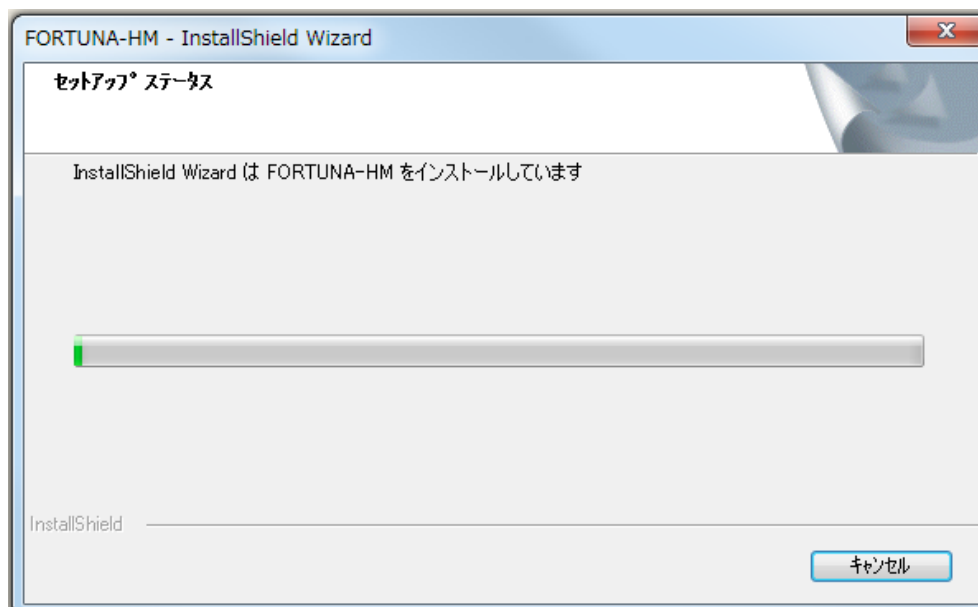 FORTUNA-HM - InstallShield Wizard
セットアップ ステータス
InstallShield Wizard は FORTUNA-HM をインストールしています
InstallShield
キャンセル